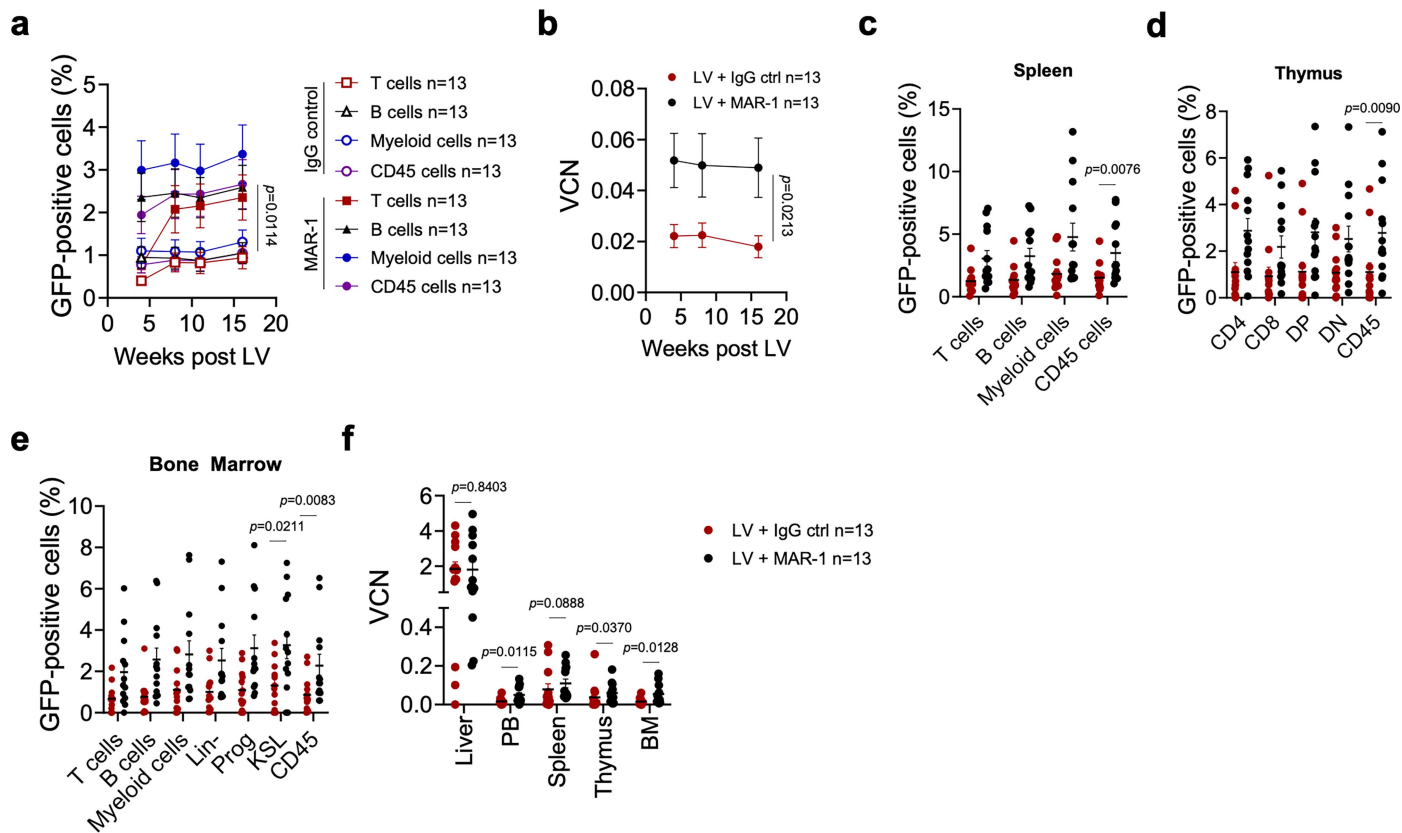 a
GFP-positive cells (%)
5
4
3
2
1
0
0 5 10 15 20
Weeks post LV
p=0.0114
IgG control
T cells n=13
B cells n=13
Myeloid cells n=13
CD45 cells n=13
MAR-1
T cells n=13
B cells n=13
Myeloid cells n=13
CD45 cells n=13
b
VCN
0.08
0.06
0.04
0.02
0.00
0 5 10 15 20
Weeks post LV
LV + IgG ctrl n=13
LV + MAR-1 n=13
p=0.0213
c
Spleen
GFP-positive cells (%)
15
10
5
0
p=0.0076
T cells
B cells
Myeloid cells
CD45 cells
d
Thymus
GFP-positive cells (%)
8
6
4
2
0
p=0.0090
CD4
CD8
DP
DN
CD45
e
Bone Marrow
GFP-positive cells (%)
10
8
6
4
2
0
p=0.0211
p=0.0083
T cells
B cells
Myeloid cells
Lin-
Prog
KSL
CD45
f
VCN
6
4
2
0.4
0.2
0.0
p=0.8403
p=0.0115
p=0.0888
p=0.0370
p=0.0128
Liver
PB
Spleen
Thymus
BM
LV + IgG ctrl n=13
LV + MAR-1 n=13